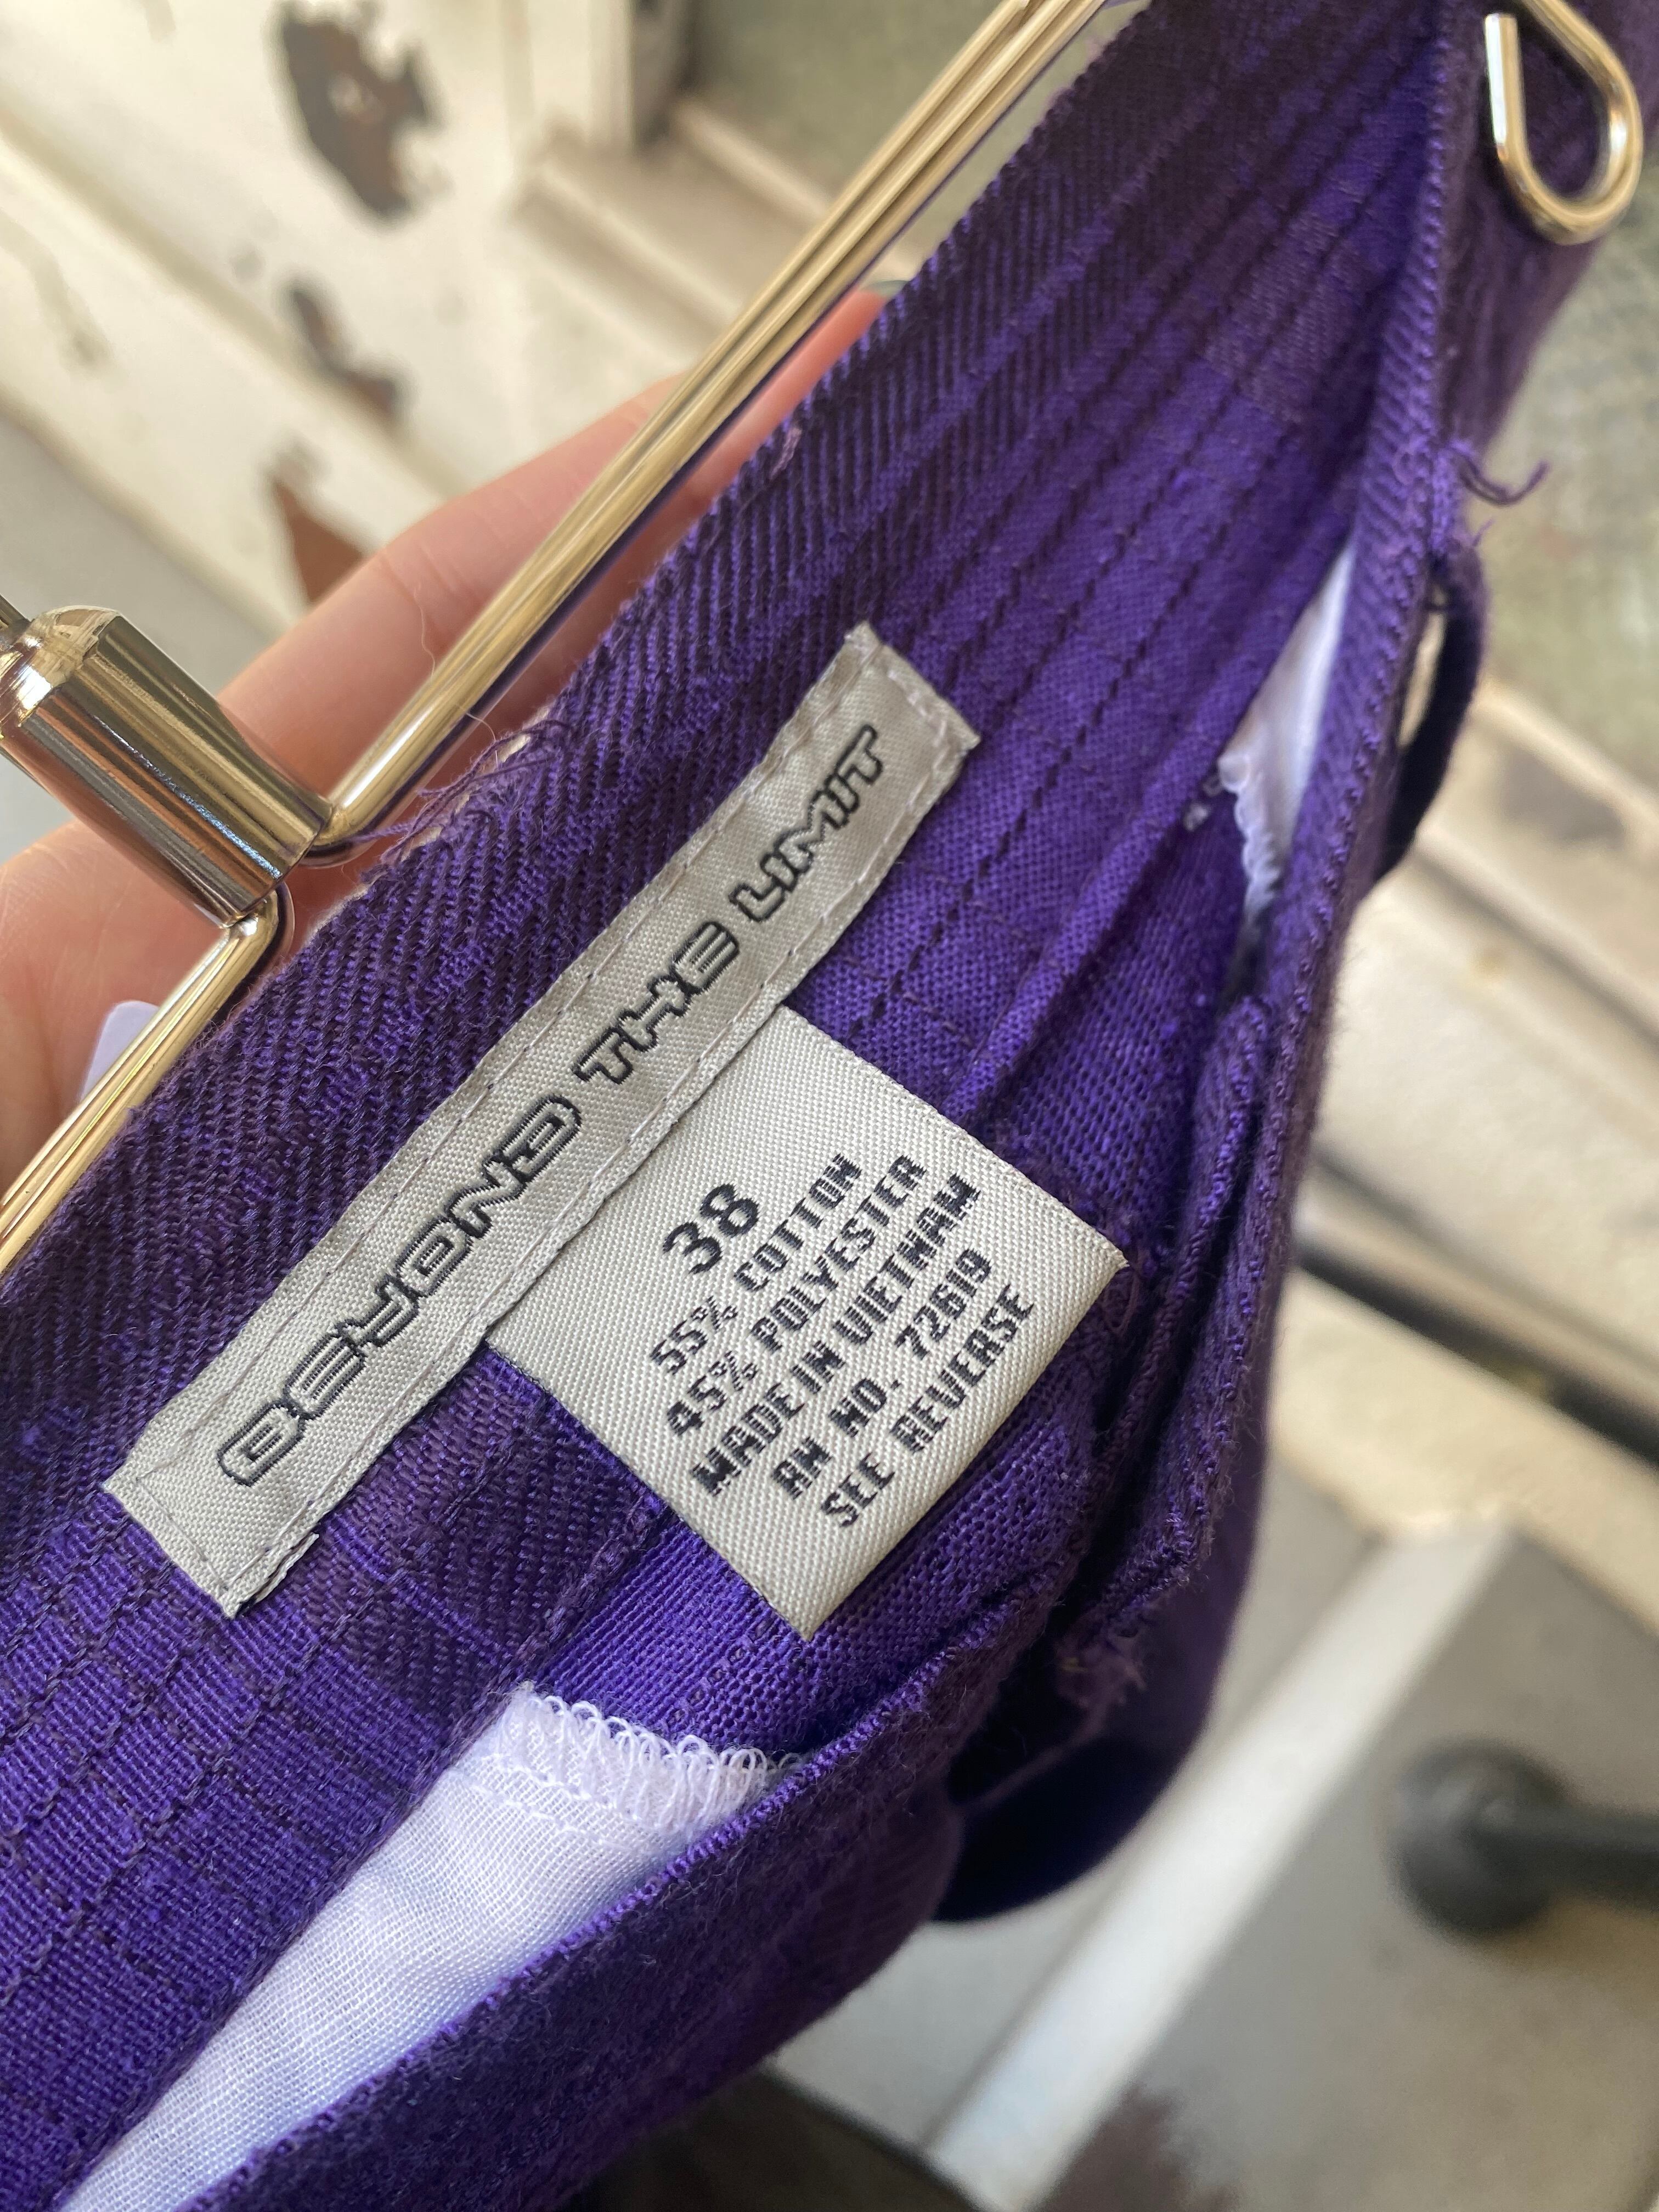 BEYOND THE LIMIT
38
55% COTTON
45% POLYESTER
MADE IN VIETNAM
RN NO. 72619
SEE REVERSE